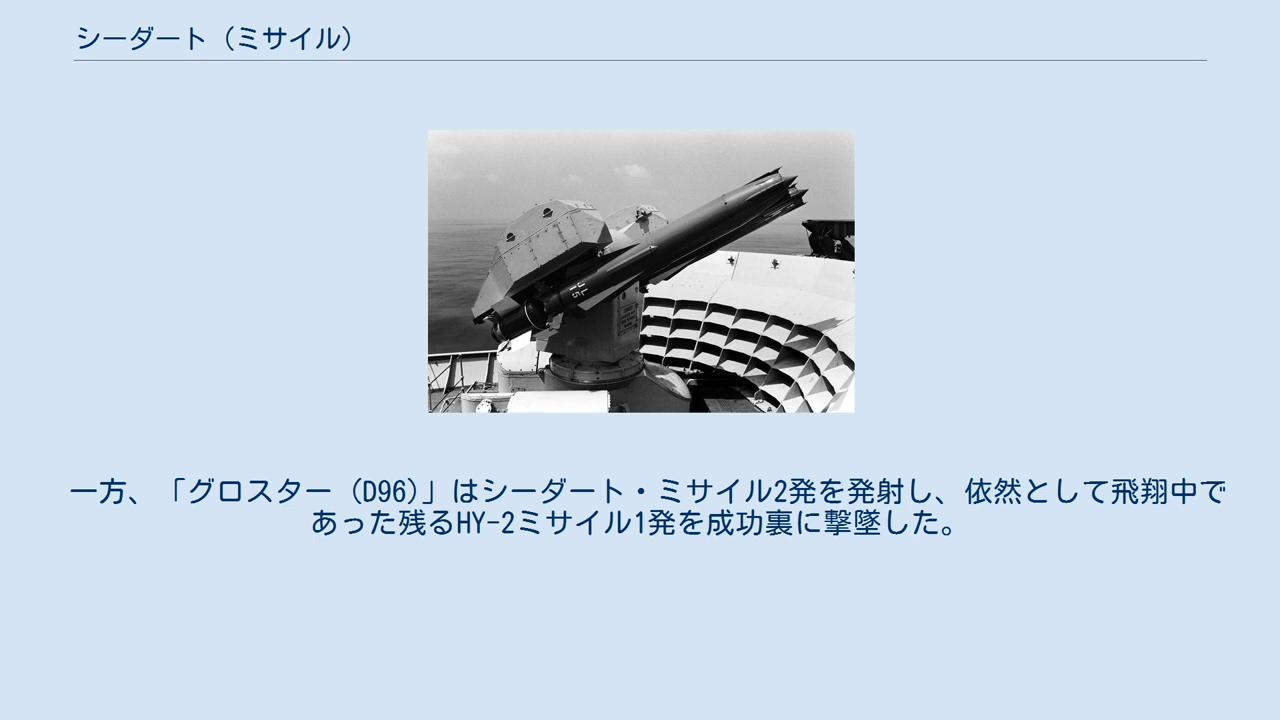 シーダート（ミサイル）
一方、「グロスター（D96）」はシーダート・ミサイル2発を発射し、依然として飛翔中で
あった残るHY-2ミサイル1発を成功裏に撃墜した。